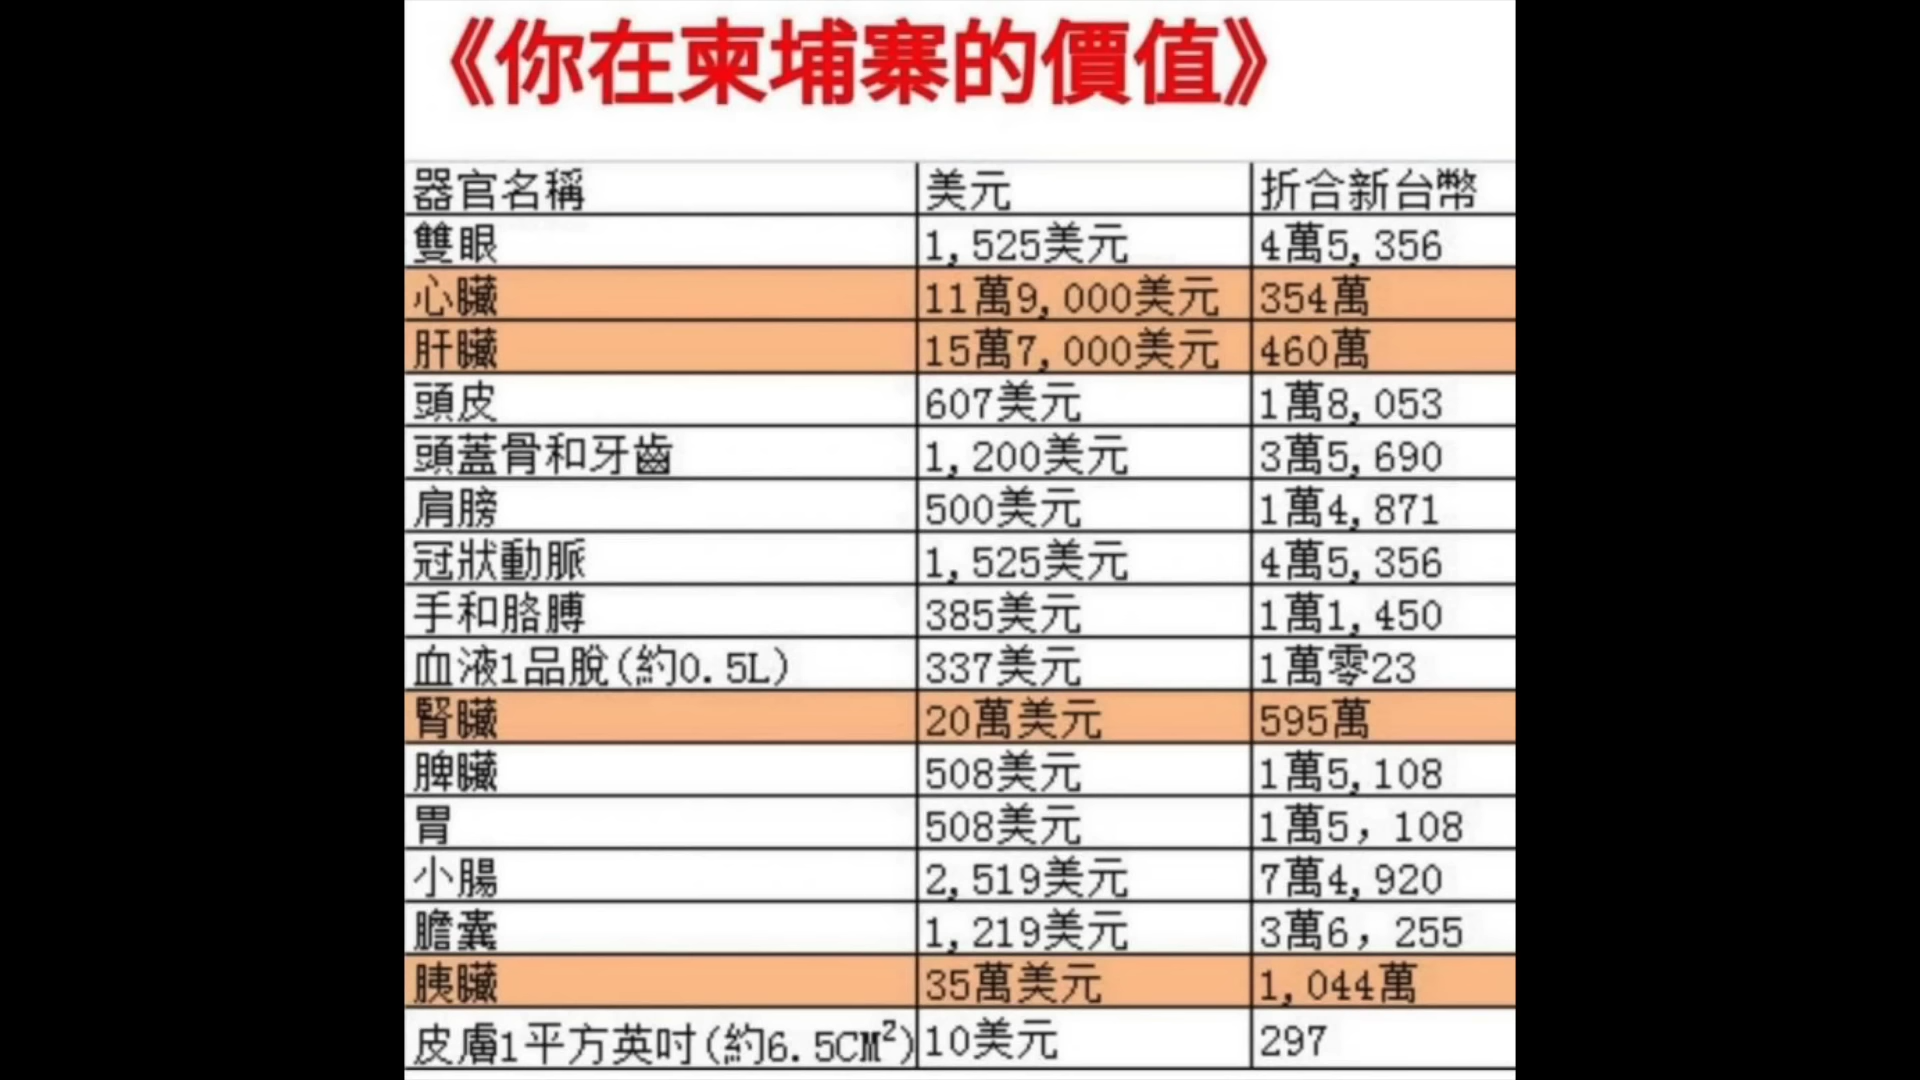 《你在柬埔寨的價值》
器官名稱 美元 折合新台幣
雙眼 1,525美元 4萬5,356
心臟 11萬9,000美元 354萬
肝臟 15萬7,000美元 460萬
頭皮 607美元 1萬8,053
頭蓋骨和牙齒 1,200美元 3萬5,690
肩膀 500美元 1萬4,871
冠狀動脈 1,525美元 4萬5,356
手和胳膊 385美元 1萬1,450
血液1品脫(約0.5L) 337美元 1萬零23
腎臟 20萬美元 595萬
脾臟 508美元 1萬5,108
胃 508美元 1萬5，108
小腸 2,519美元 7萬4,920
膽囊 1,219美元 3萬6，255
胰臟 35萬美元 1,044萬
皮膚1平方英吋(約6.5CM²) 10美元 297